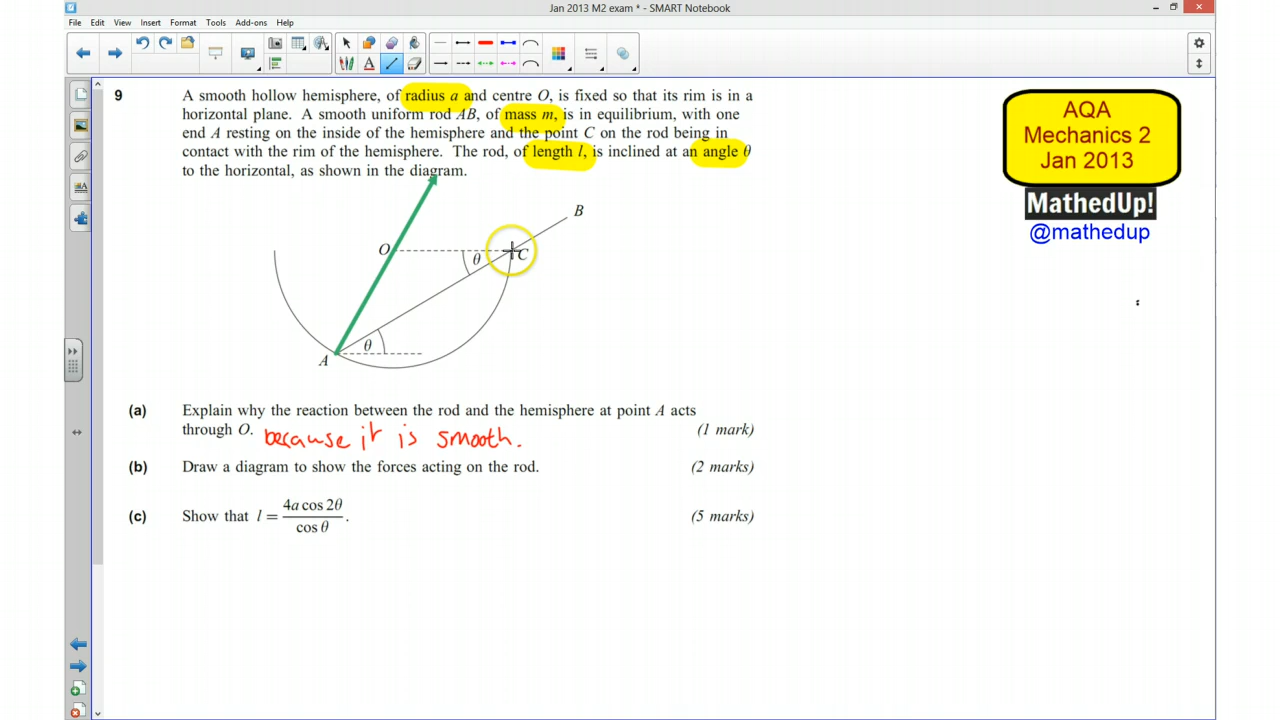 Jan 2013 M2 exam * - SMART Notebook
File Edit View Insert Format Tools Add-ons Help
9 A smooth hollow hemisphere, of radius a and centre O, is fixed so that its rim is in a
horizontal plane. A smooth uniform rod AB, of mass m, is in equilibrium, with one
end A resting on the inside of the hemisphere and the point C on the rod being in
contact with the rim of the hemisphere. The rod, of length l, is inclined at an angle θ
to the horizontal, as shown in the diagram.
AQA
Mechanics 2
Jan 2013
MathedUp!
@mathedup
B
O
C
θ
θ
A
(a) Explain why the reaction between the rod and the hemisphere at point A acts
through O. because it is smooth. (1 mark)
(b) Draw a diagram to show the forces acting on the rod. (2 marks)
(c) Show that l = 4a cos 2θ / cos θ . (5 marks)